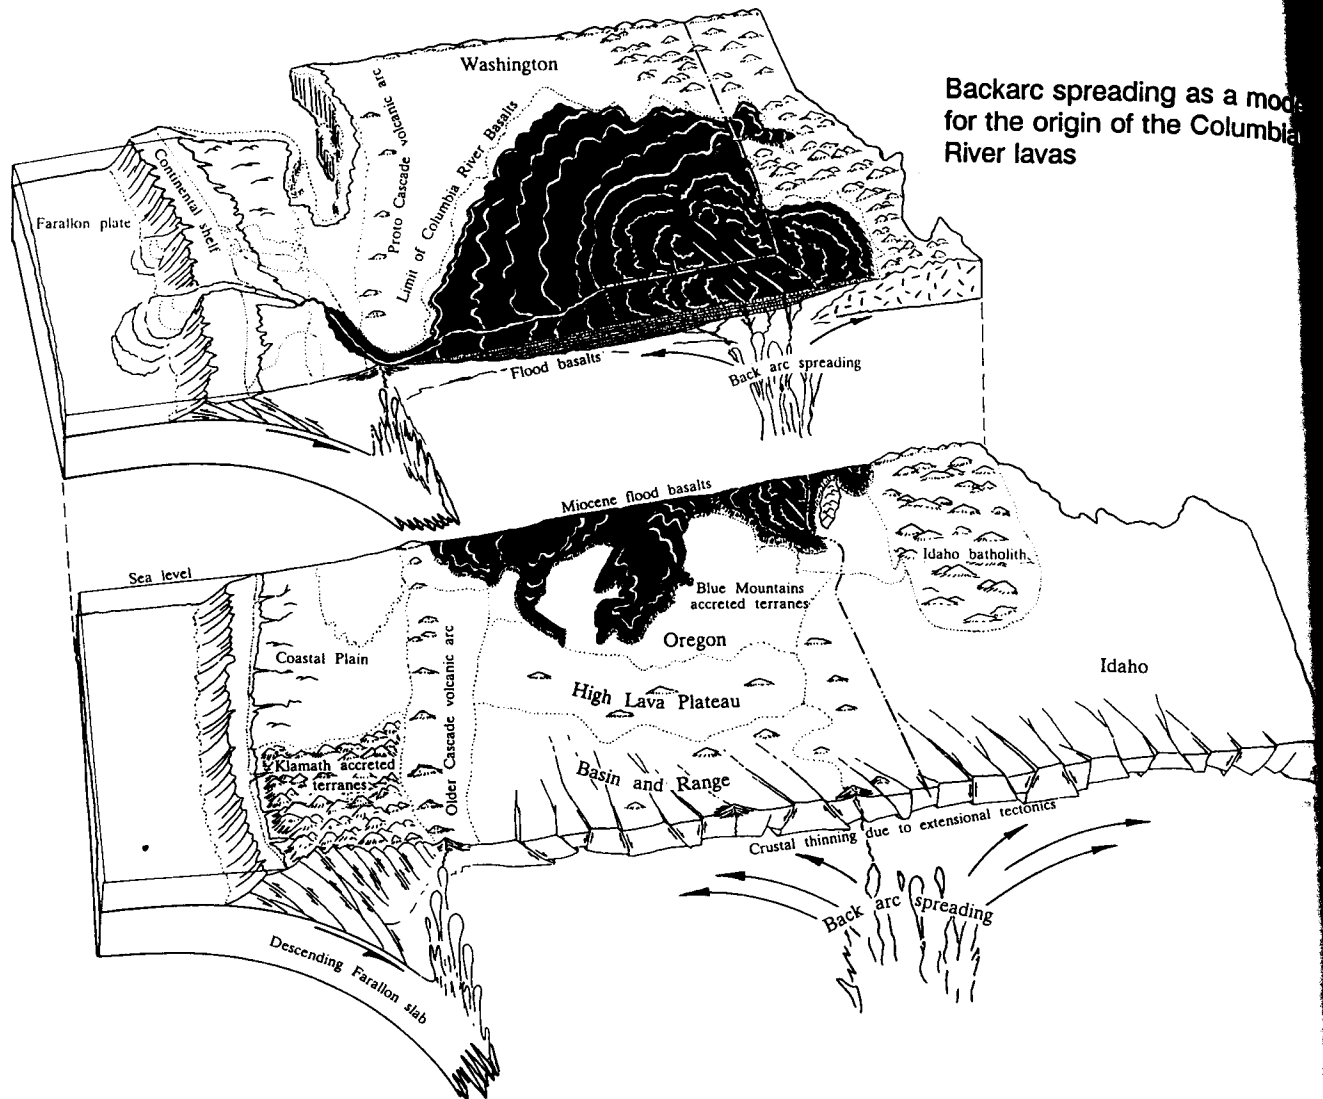 Backarc spreading as a mod
for the origin of the Columbia
River lavas
Washington
Proto Cascade volcanic arc
Limit of Columbia River Basalts
Continental shelf
Farallon plate
Flood basalts
Back arc spreading
Miocene flood basalts
Sea level
Idaho batholith
Blue Mountains
accreted terranes
Oregon
Coastal Plain
Idaho
High Lava Plateau
Older Cascade volcanic arc
Klamath accreted
terranes
Basin and Range
Crustal thinning due to extensional tectonics
Back arc spreading
Descending Farallon slab